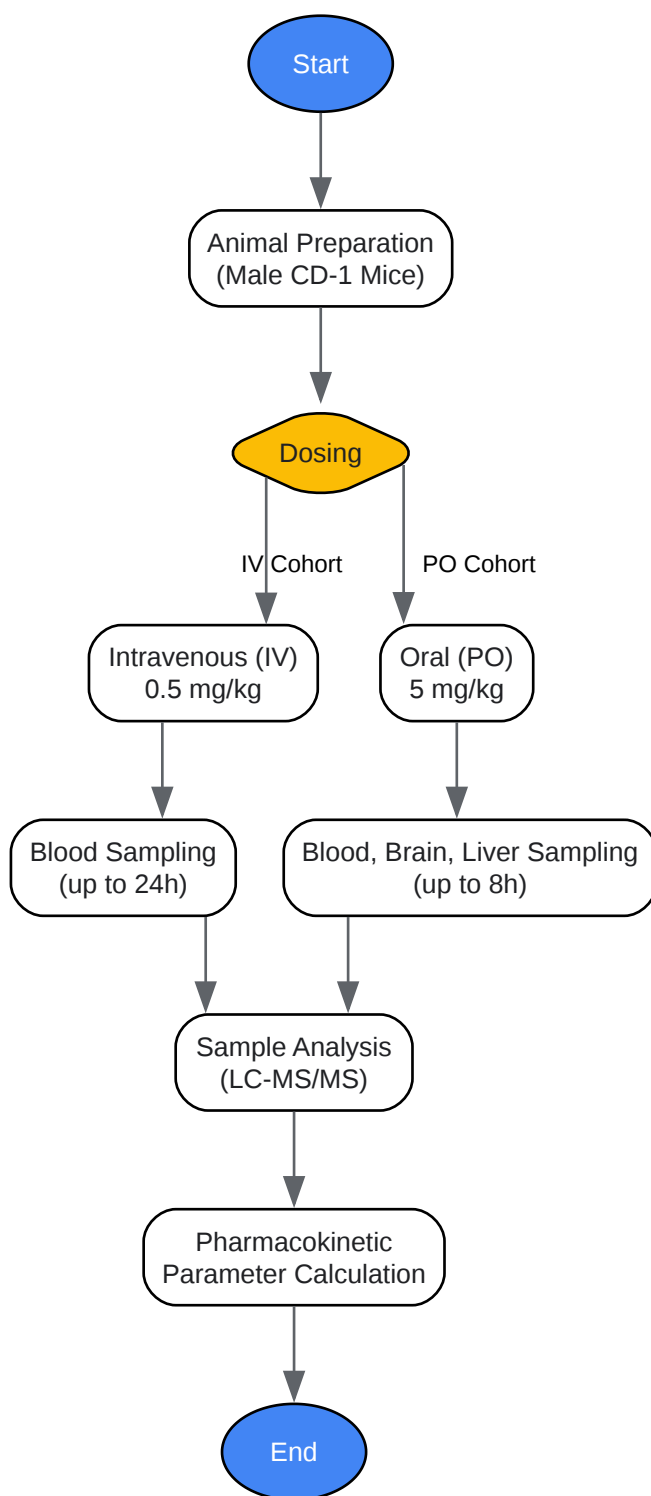 Start
Animal Preparation
(Male CD-1 Mice)
Dosing
IV Cohort
PO Cohort
Intravenous (IV)
0.5 mg/kg
Oral (PO)
5 mg/kg
Blood Sampling
(up to 24h)
Blood, Brain, Liver Sampling
(up to 8h)
Sample Analysis
(LC-MS/MS)
Pharmacokinetic
Parameter Calculation
End